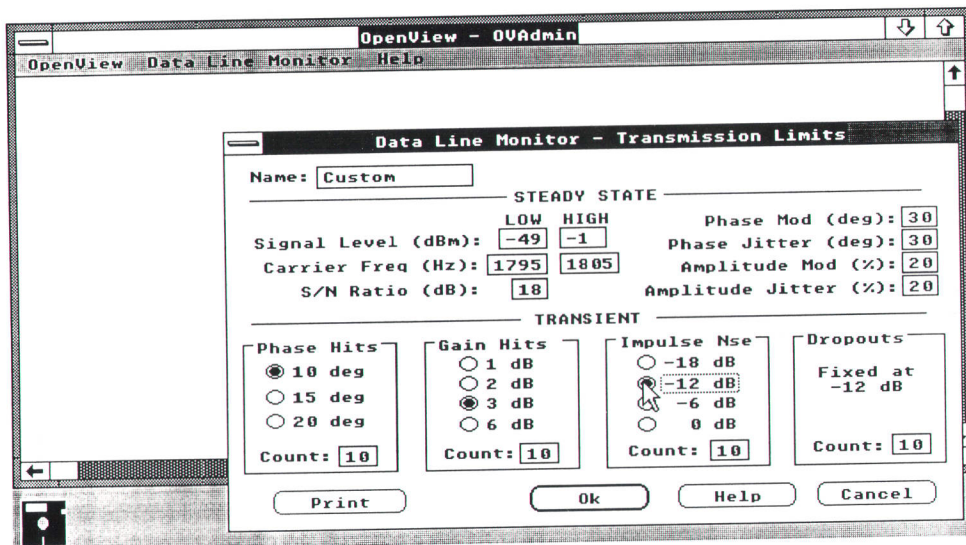 OpenView - OVAdmin
OpenView Data Line Monitor Help
Data Line Monitor - Transmission Limits
Name: Custom
STEADY STATE
LOW HIGH
Signal Level (dBm): -49 -1
Carrier Freq (Hz): 1795 1805
S/N Ratio (dB): 18
Phase Mod (deg): 30
Phase Jitter (deg): 30
Amplitude Mod (%): 20
Amplitude Jitter (%): 20
TRANSIENT
Phase Hits
10 deg
15 deg
20 deg
Count: 10
Gain Hits
1 dB
2 dB
3 dB
6 dB
Count: 10
Impulse Nse
-18 dB
-12 dB
-6 dB
0 dB
Count: 10
Dropouts
Fixed at
-12 dB
Count: 10
Print Ok Help Cancel